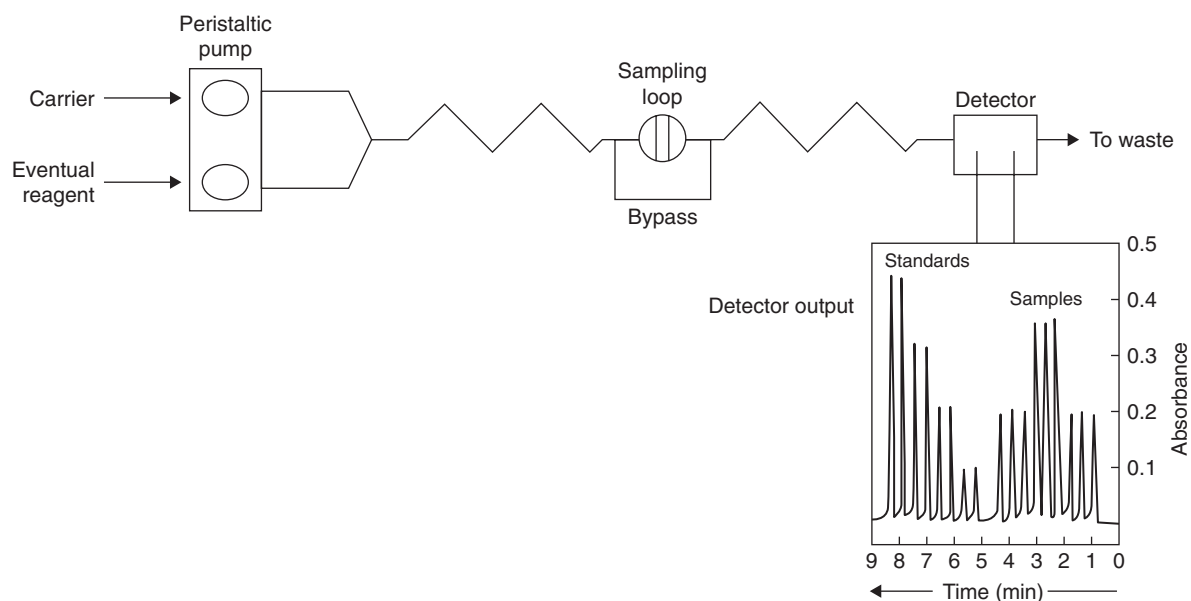 Peristaltic
pump
Carrier
Eventual
reagent
Sampling
loop
Bypass
Detector
To waste
Detector output
Standards
Samples
0.5
0.4
0.3
0.2
0.1
Absorbance
9 8 7 6 5 4 3 2 1 0
Time (min)